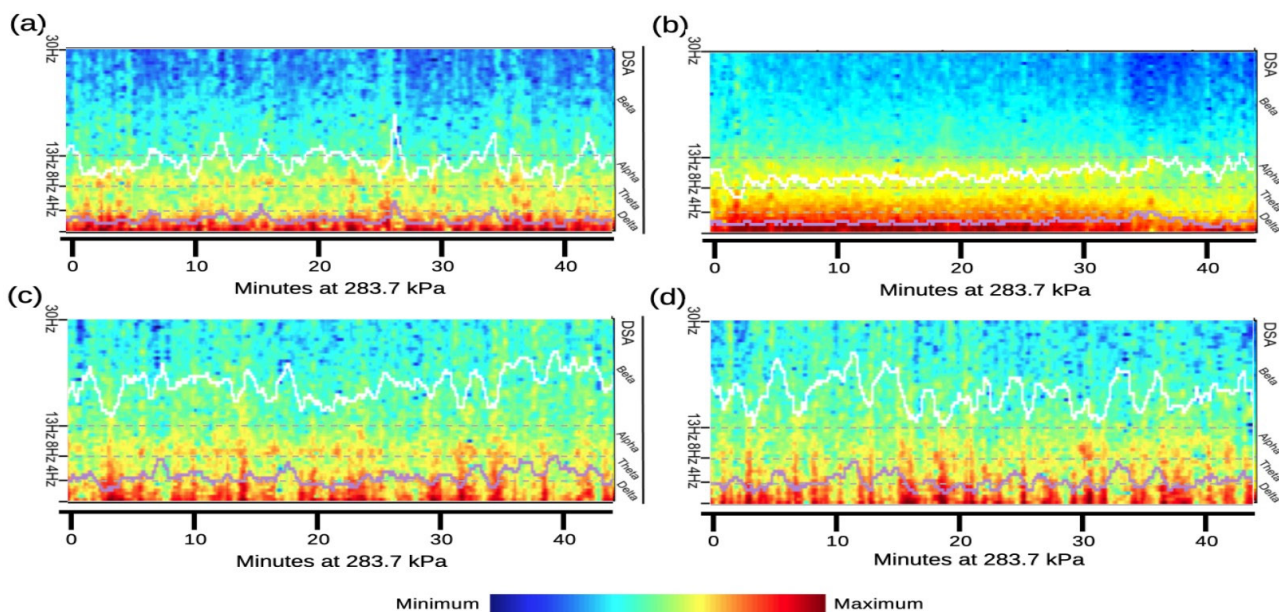 (a)
30Hz
13Hz
8Hz
4Hz
DSA
Beta
Alpha
Theta
Delta
0 10 20 30 40
Minutes at 283.7 kPa
(b)
30Hz
13Hz
8Hz
4Hz
DSA
Beta
Alpha
Theta
Delta
0 10 20 30 40
Minutes at 283.7 kPa
(c)
30Hz
13Hz
8Hz
4Hz
DSA
Beta
Alpha
Theta
Delta
0 10 20 30 40
Minutes at 283.7 kPa
(d)
30Hz
13Hz
8Hz
4Hz
DSA
Beta
Alpha
Theta
Delta
0 10 20 30 40
Minutes at 283.7 kPa
Minimum Maximum